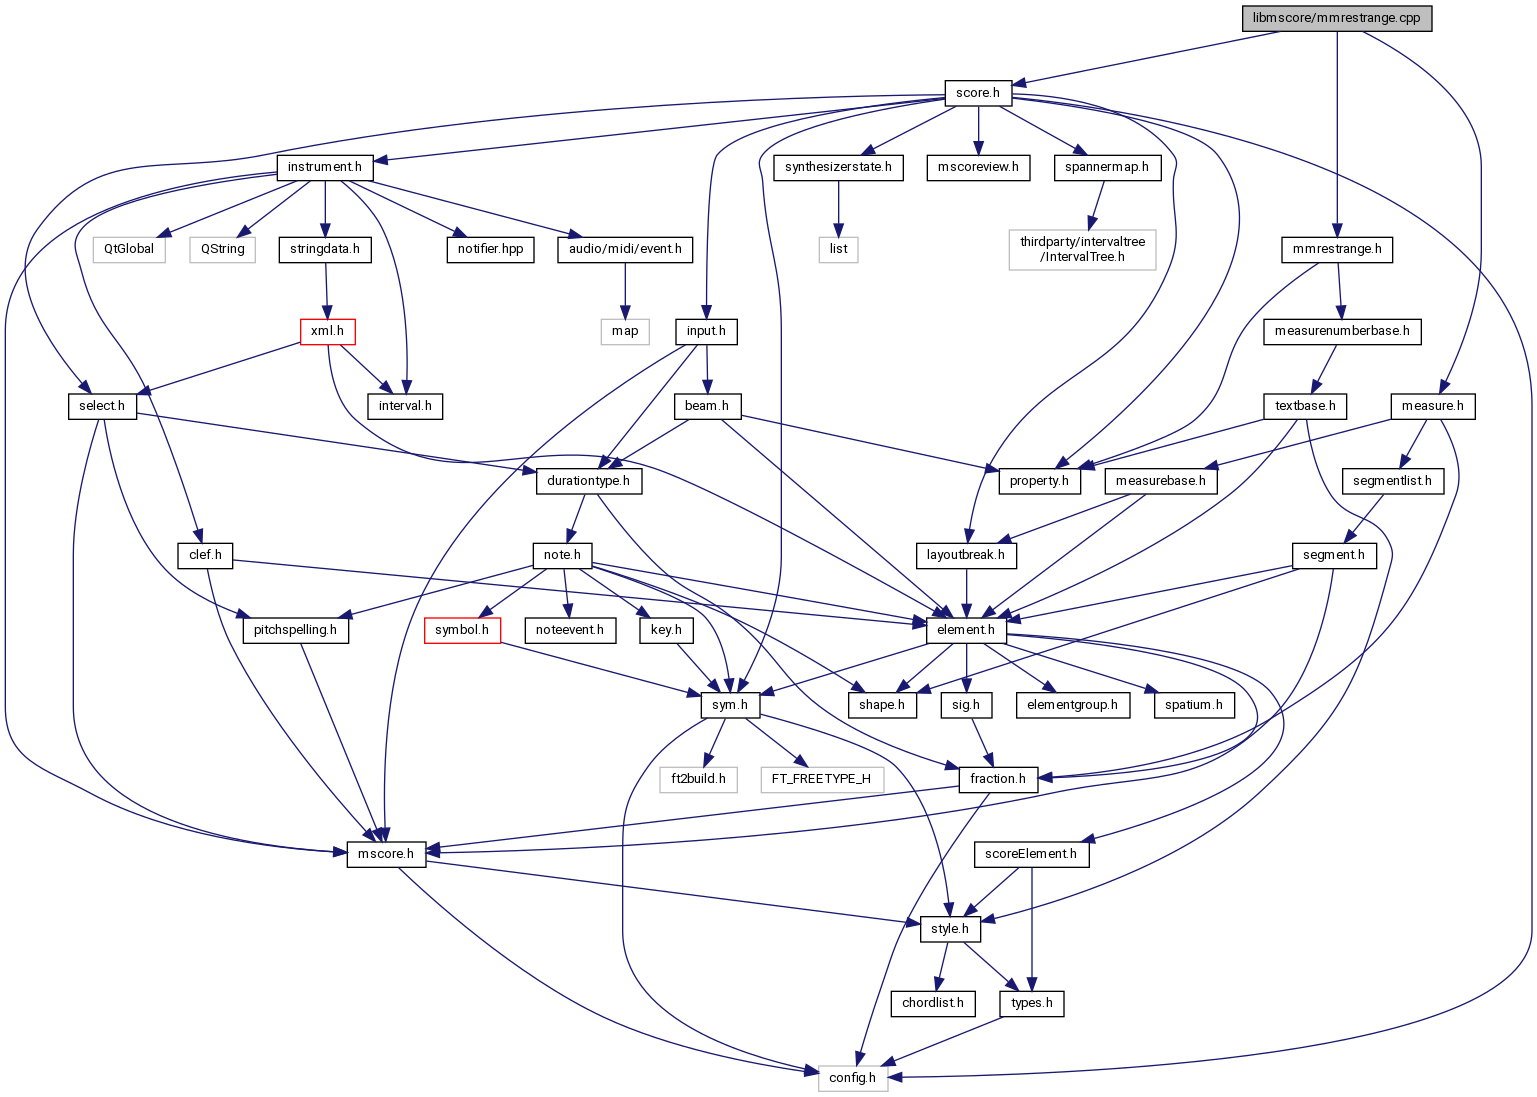 libmscore/mmrestrange.cpp
score.h
instrument.h
synthesizerstate.h
mscoreview.h
spannermap.h
QtGlobal
QString
stringdata.h
notifier.hpp
audio/midi/event.h
list
thirdparty/intervaltree
/IntervalTree.h
mmrestrange.h
xml.h
map
input.h
measurenumberbase.h
select.h
interval.h
beam.h
textbase.h
measure.h
durationtype.h
property.h
measurebase.h
segmentlist.h
clef.h
note.h
layoutbreak.h
segment.h
pitchspelling.h
symbol.h
noteevent.h
key.h
element.h
sym.h
shape.h
sig.h
elementgroup.h
spatium.h
ft2build.h
FT_FREETYPE_H
fraction.h
mscore.h
scoreElement.h
style.h
chordlist.h
types.h
config.h